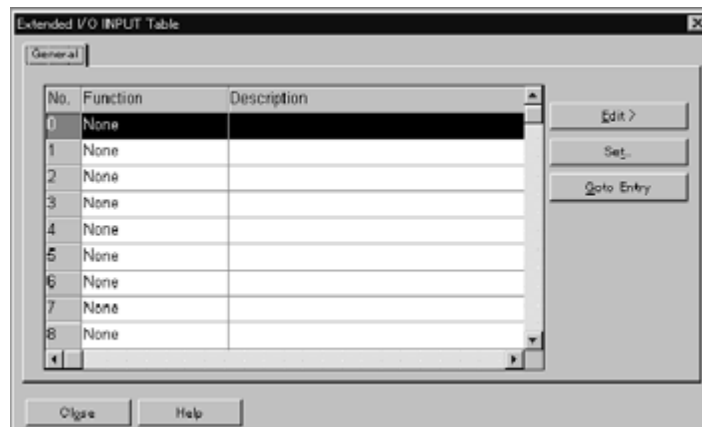 Extended I/O INPUT Table
General
No. Function Description
0 None
1 None
2 None
3 None
4 None
5 None
6 None
7 None
8 None
Edit >
Set..
Goto Entry
Close Help